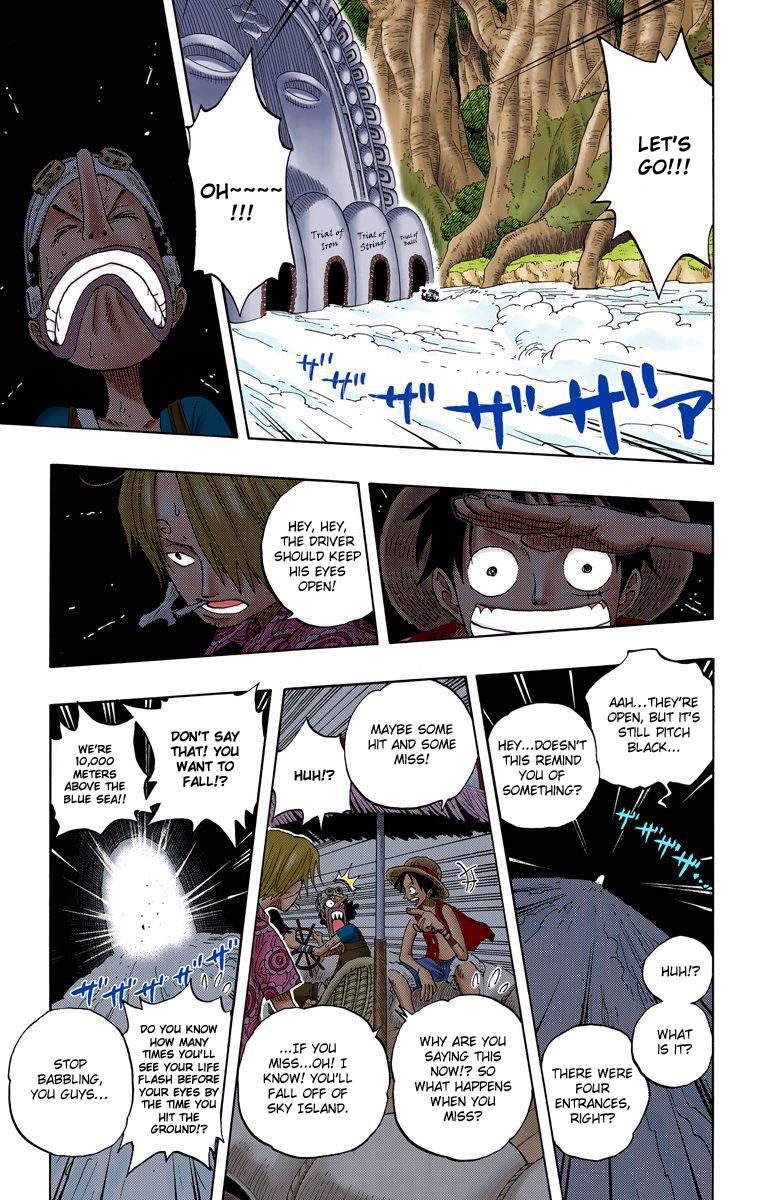 LET'S
GO!!!
OH~~~~
!!!
Trial of
Iron
Trial of
Strings
Trial of
Balls
ザザザザザァ
HEY, HEY,
THE DRIVER
SHOULD KEEP
HIS EYES
OPEN!
AAH...THEY'RE
OPEN, BUT IT'S
STILL PITCH
BLACK...
HEY...DOESN'T
THIS REMIND
YOU OF
SOMETHING?
ザザザザ
HUH!?
WHAT
IS IT?
THERE WERE
FOUR
ENTRANCES,
RIGHT?
MAYBE SOME
HIT AND SOME
MISS!
HUH!?
WHY ARE YOU
SAYING THIS
NOW!? SO
WHAT HAPPENS
WHEN YOU
MISS?
...IF YOU
MISS...OH! I
KNOW! YOU'LL
FALL OFF OF
SKY ISLAND.
DON'T SAY
THAT! YOU
WANT TO
FALL!?
WE'RE
10,000
METERS
ABOVE THE
BLUE SEA!!
ザザザザザ
DO YOU KNOW
HOW MANY
TIMES YOU'LL
SEE YOUR LIFE
FLASH BEFORE
YOUR EYES BY
THE TIME YOU
HIT THE
GROUND!?
STOP
BABBLING,
YOU GUYS...